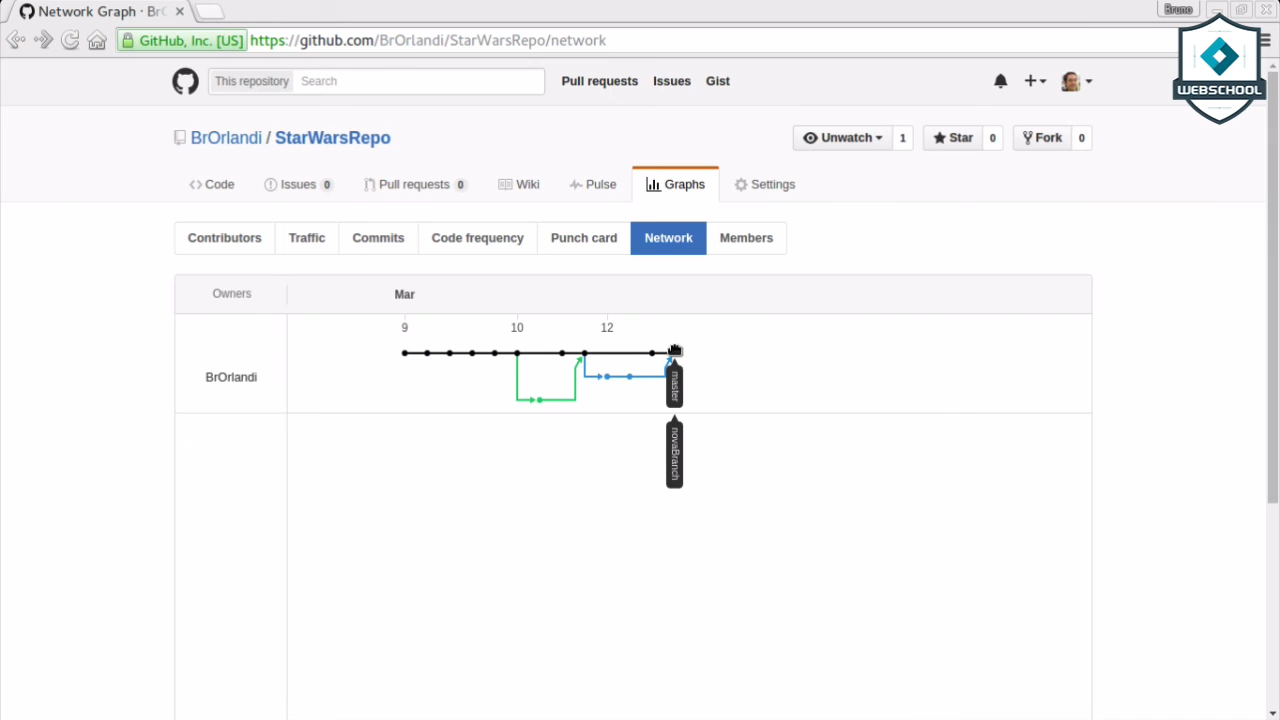 Network Graph · Br
Bruno
GitHub, Inc. [US] https://github.com/BrOrlandi/StarWarsRepo/network
WEBSCHOOL
This repository Search Pull requests Issues Gist
BrOrlandi / StarWarsRepo
Unwatch 1 Star 0 Fork 0
Code Issues 0 Pull requests 0 Wiki Pulse Graphs Settings
Contributors Traffic Commits Code frequency Punch card Network Members
Owners Mar
9 10 12
BrOrlandi
master
novaBranch